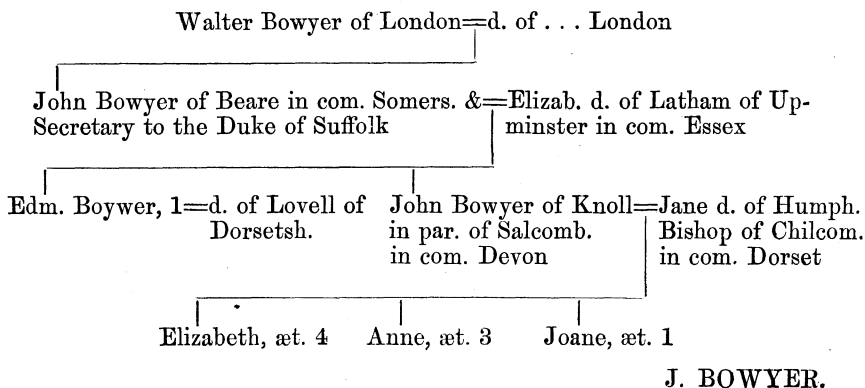 Walter Bowyer of London=d. of . . . London
John Bowyer of Beare in com. Somers. &=Elizab. d. of Latham of Up-
Secretary to the Duke of Suffolk minster in com. Essex
Edm. Boywer, 1=d. of Lovell of John Bowyer of Knoll=Jane d. of Humph.
Dorsetsh. in par. of Salcomb. Bishop of Chilcom.
in com. Devon in com. Dorset
Elizabeth, æt. 4 Anne, æt. 3 Joane, æt. 1
J. BOWYER.